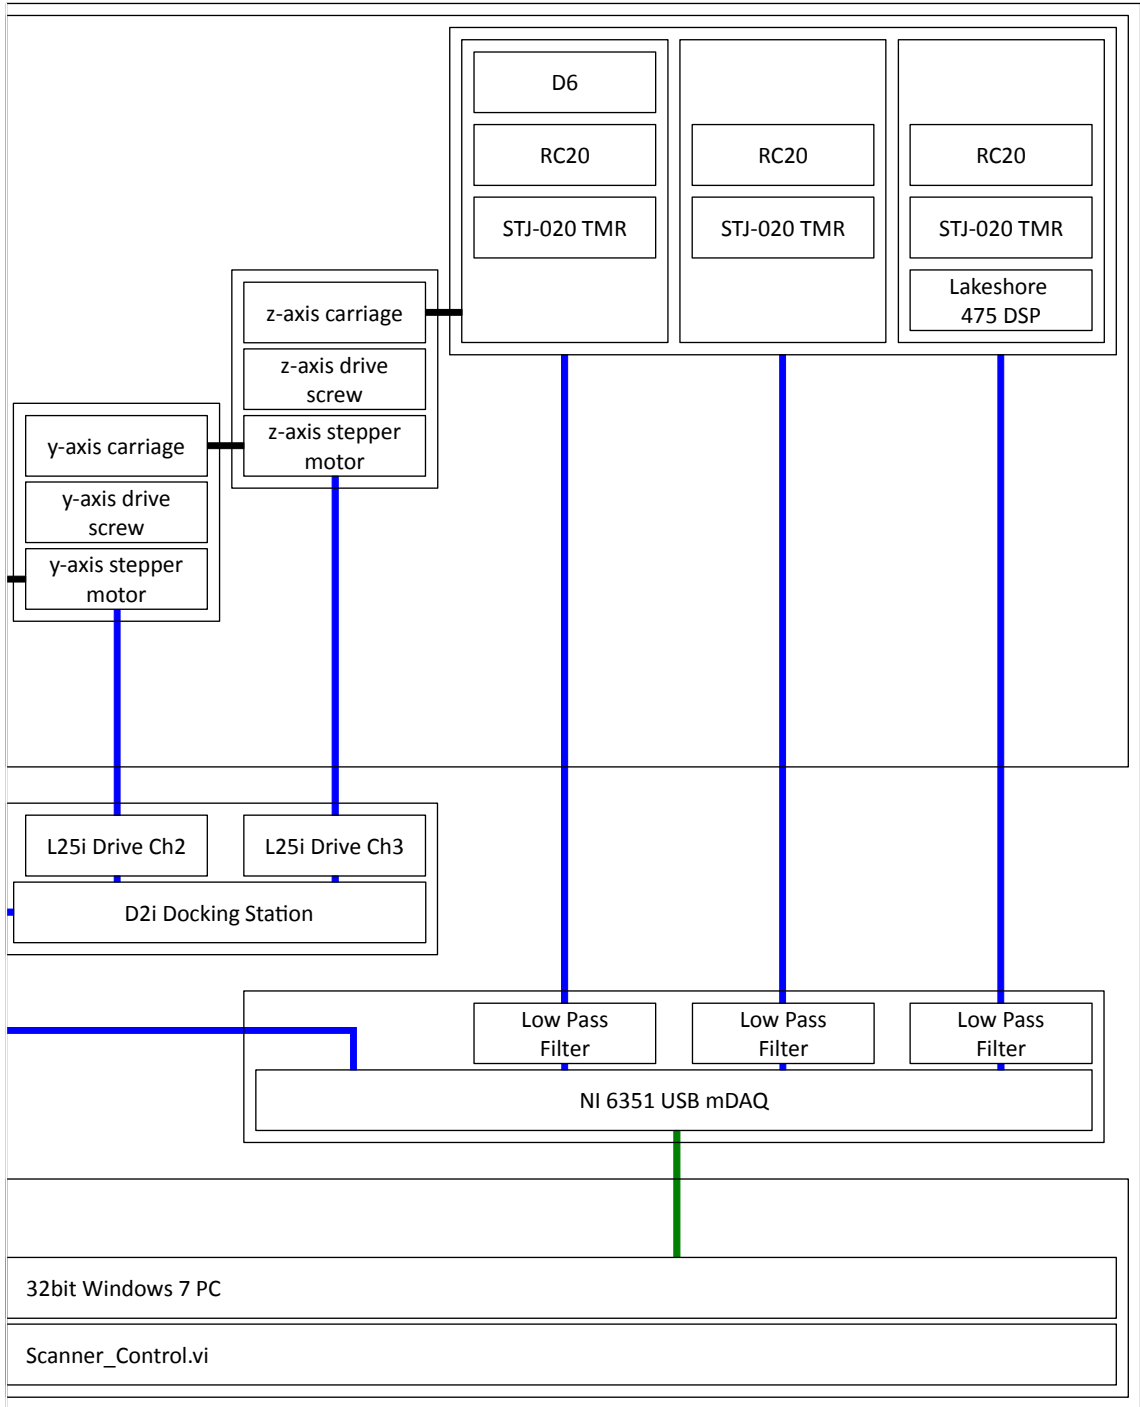 D6
RC20
RC20
RC20
STJ-020 TMR
STJ-020 TMR
STJ-020 TMR
Lakeshore
475 DSP
z-axis carriage
z-axis drive
screw
z-axis stepper
motor
y-axis carriage
y-axis drive
screw
y-axis stepper
motor
L25i Drive Ch2
L25i Drive Ch3
D2i Docking Station
Low Pass
Filter
Low Pass
Filter
Low Pass
Filter
NI 6351 USB mDAQ
32bit Windows 7 PC
Scanner_Control.vi